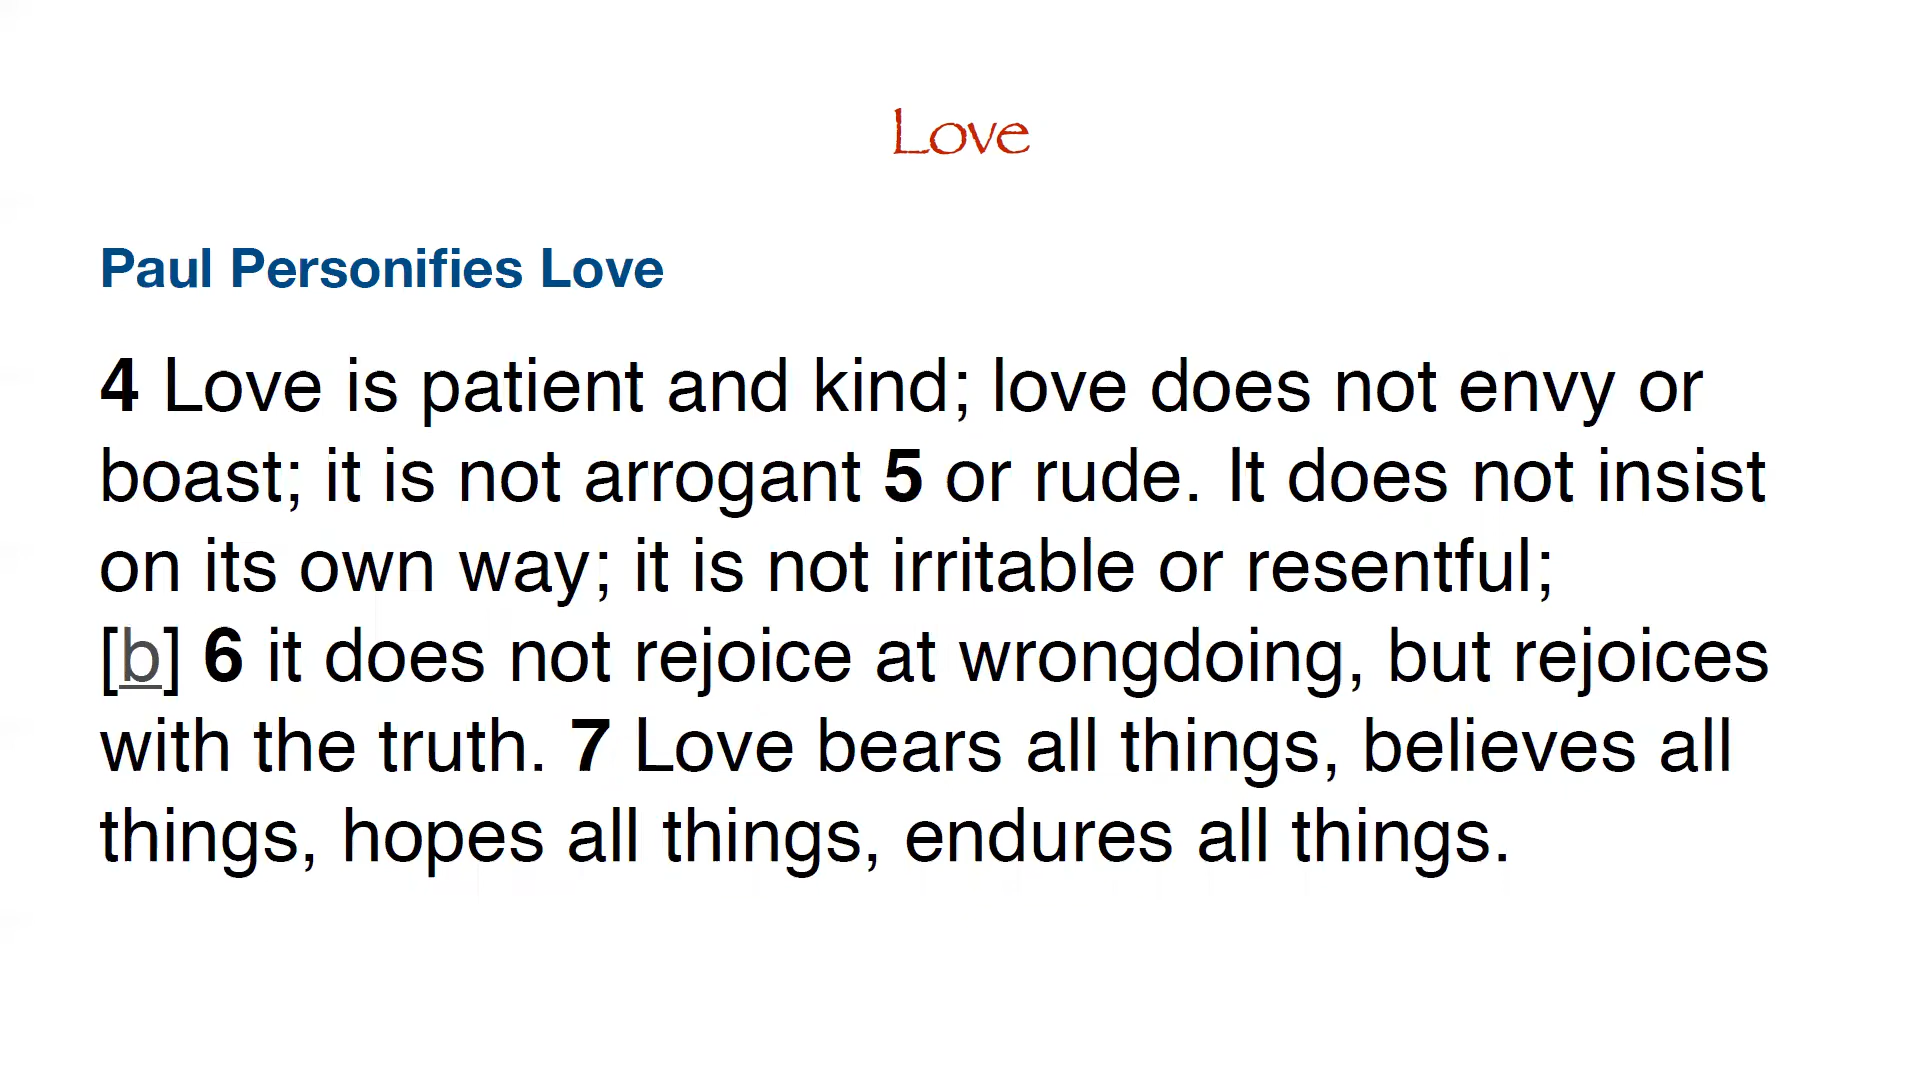 Love
Paul Personifies Love
4 Love is patient and kind; love does not envy or
boast; it is not arrogant 5 or rude. It does not insist
on its own way; it is not irritable or resentful;
[b] 6 it does not rejoice at wrongdoing, but rejoices
with the truth. 7 Love bears all things, believes all
things, hopes all things, endures all things.